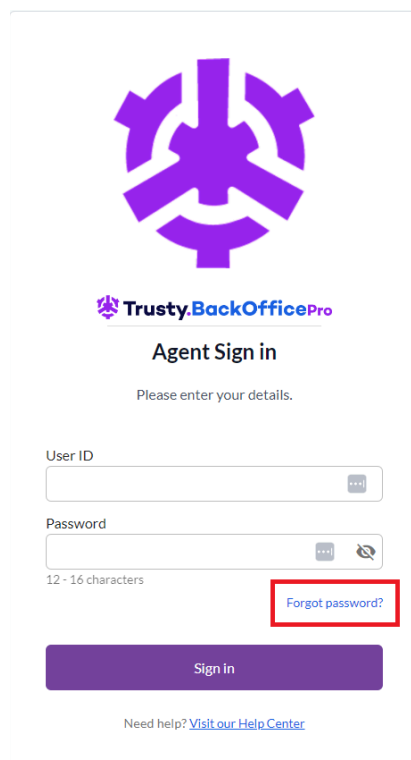 Trusty.BackOfficePro
Agent Sign in
Please enter your details.
User ID
Password
12 - 16 characters
Forgot password?
Sign in
Need help? Visit our Help Center